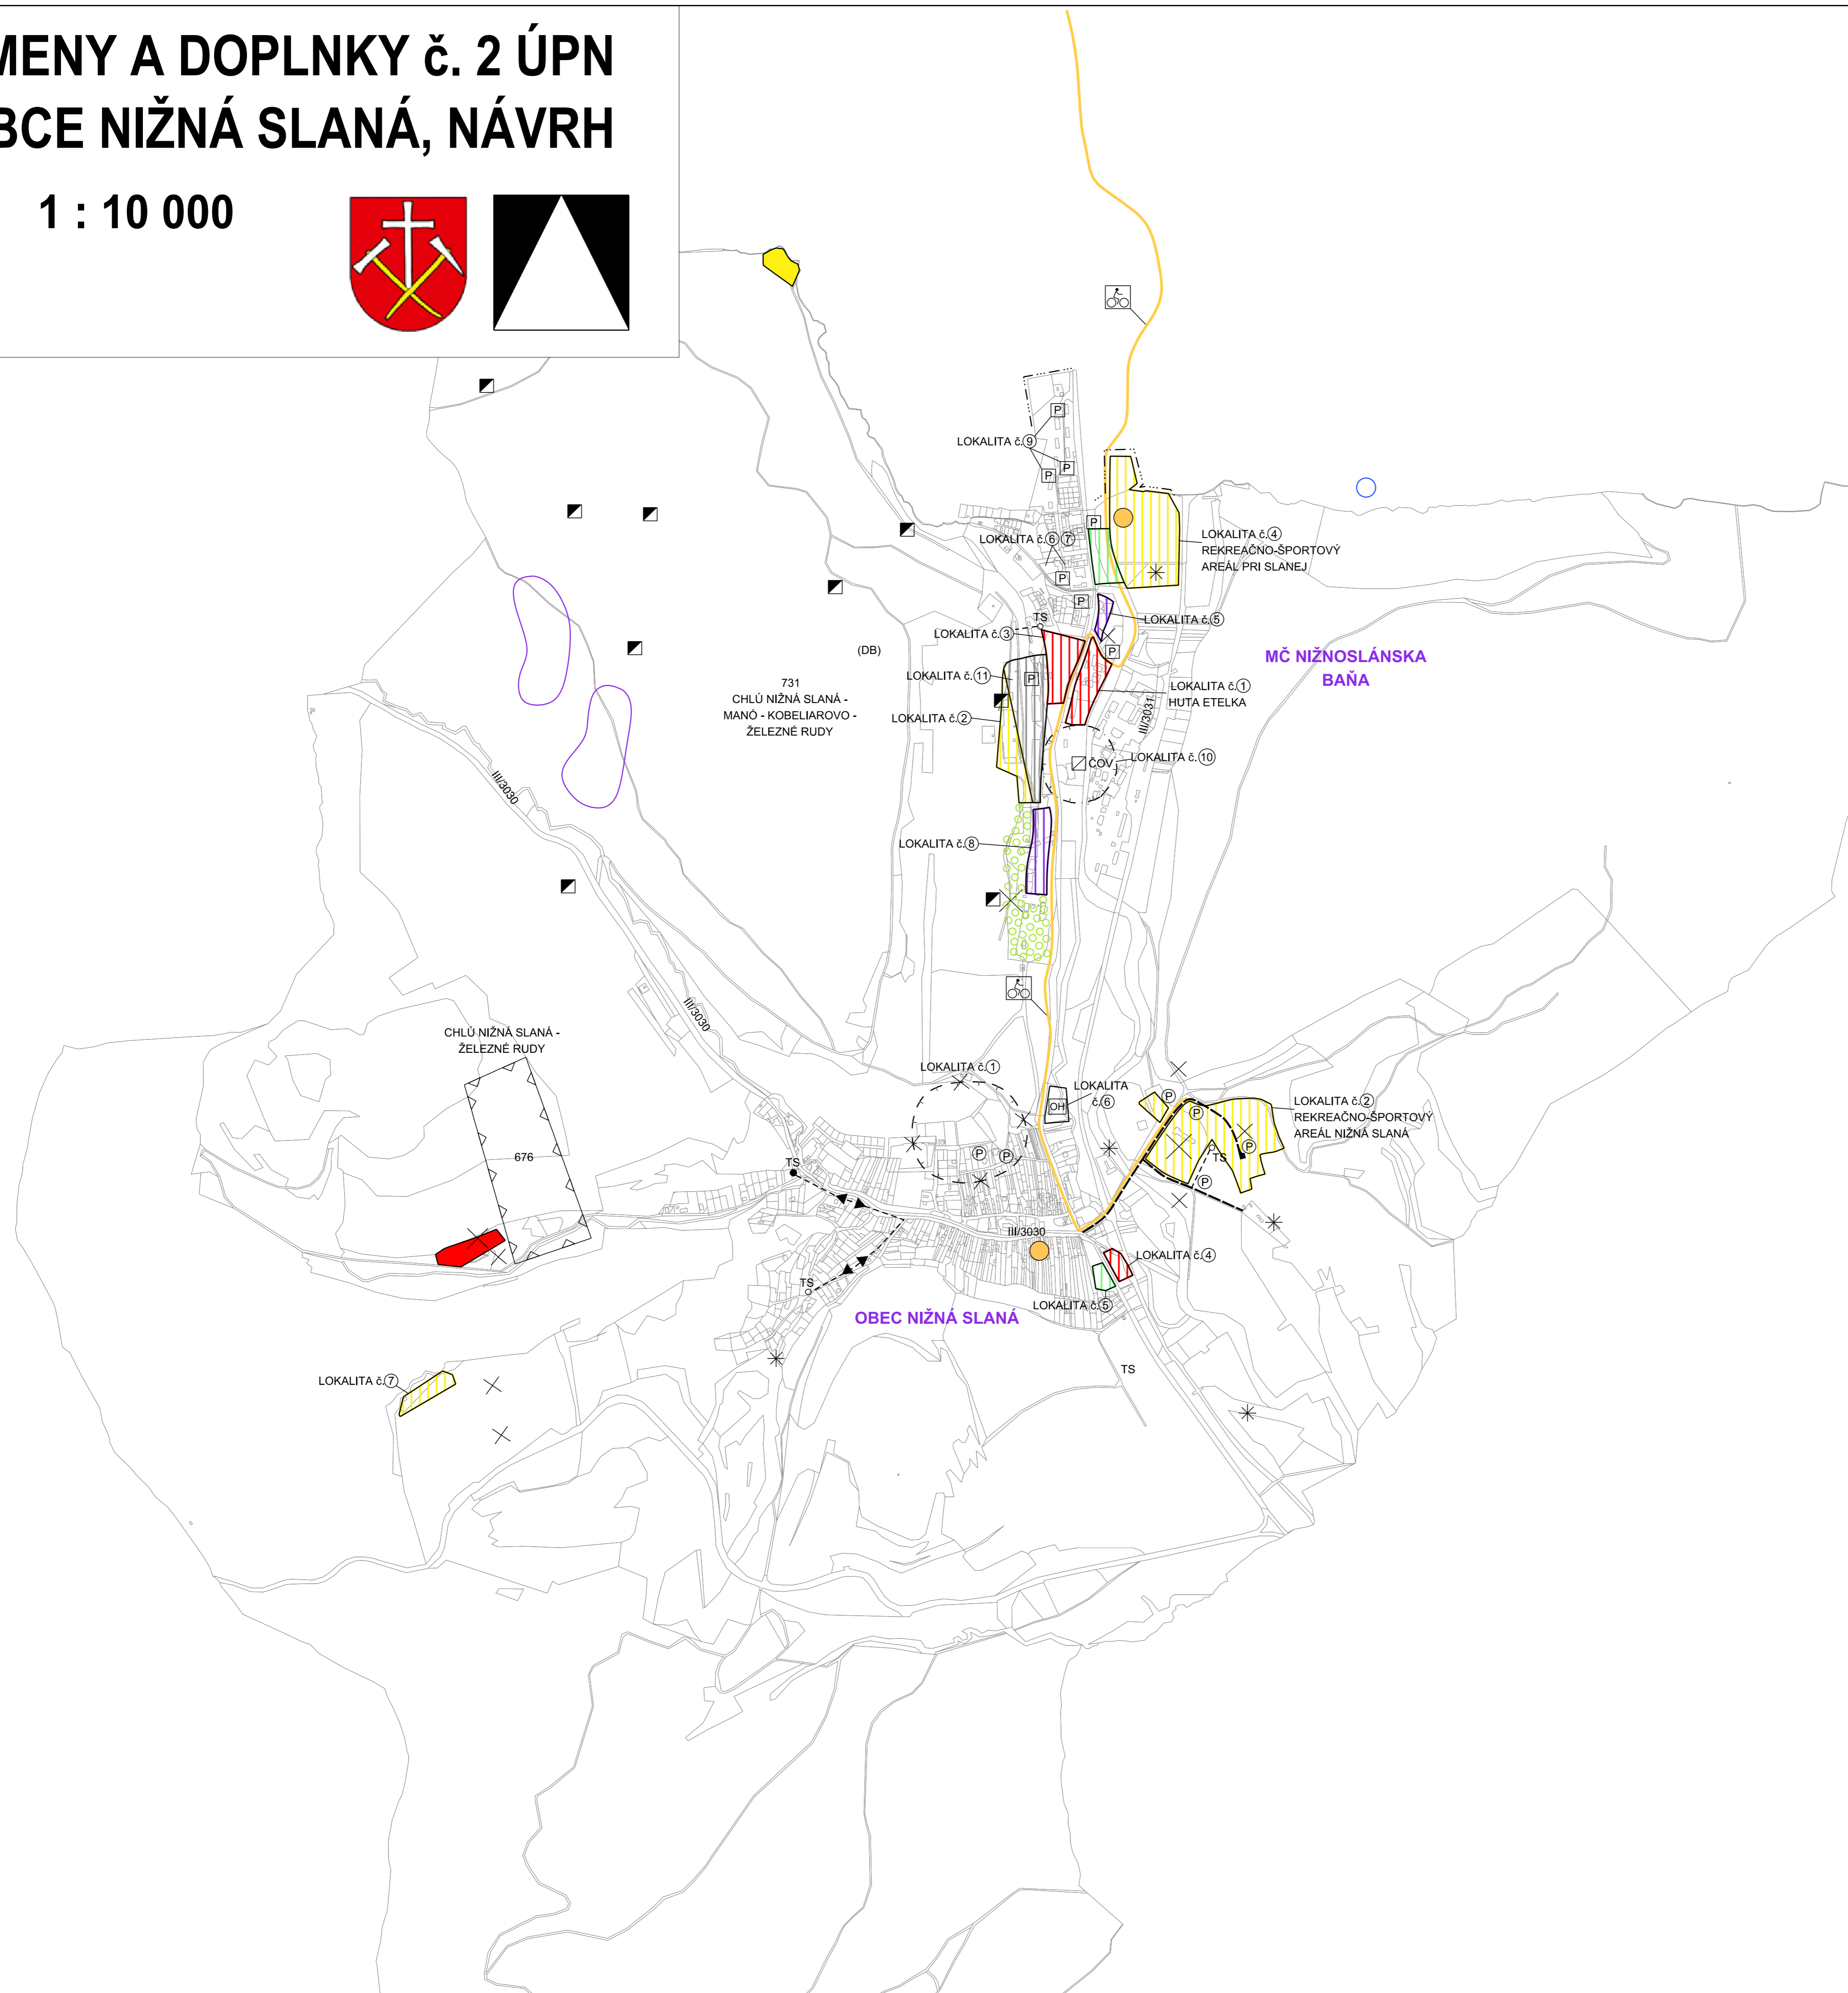 MENY A DOPLNKY č. 2 ÚPN
BCE NIŽNÁ SLANÁ, NÁVRH
1 : 10 000
P
LOKALITA č. 9
P
P
P
LOKALITA č. 6 7
LOKALITA č. 4
REKREAČNO-ŠPORTOVÝ
AREÁL PRI SLANEJ
P
P
TS
LOKALITA č. 5
LOKALITA č. 3
(DB)
P
MČ NIŽNOSLÁNSKA
BAŇA
LOKALITA č. 11
P
731
CHLÚ NIŽNÁ SLANÁ -
MANÓ - KOBELIAROVO -
ŽELEZNÉ RUDY
LOKALITA č. 1
HUTA ETELKA
LOKALITA č. 2
III/3031
ČOV
LOKALITA č. 10
III/3030
LOKALITA č. 8
III/3030
CHLÚ NIŽNÁ SLANÁ -
ŽELEZNÉ RUDY
LOKALITA č. 1
LOKALITA
č. 6
OH
P
P
LOKALITA č. 2
REKREAČNO-ŠPORTOVÝ
AREÁL NIŽNÁ SLANÁ
P
TS
P
P
P
676
TS
III/3030
LOKALITA č. 4
TS
LOKALITA č. 5
OBEC NIŽNÁ SLANÁ
TS
LOKALITA č. 7